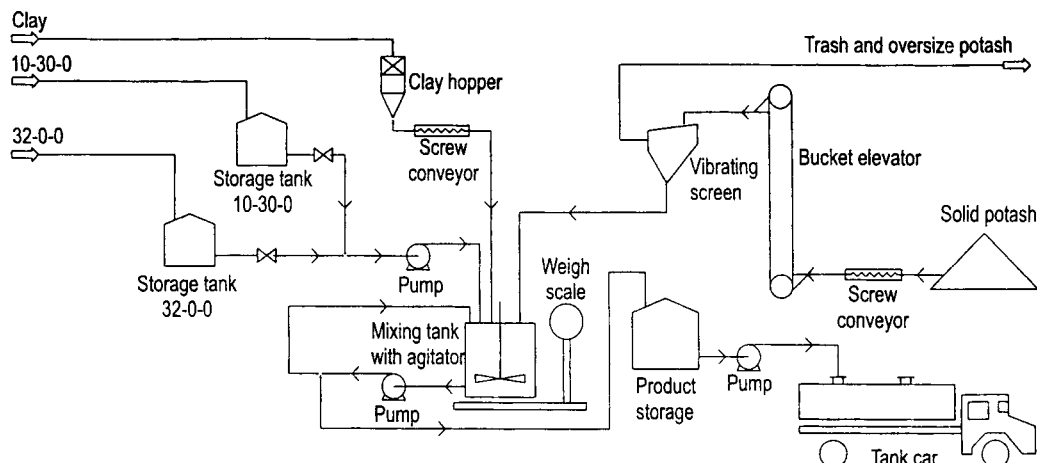 Clay
10-30-0
32-0-0
Clay hopper
Trash and oversize potash
Storage tank
10-30-0
Screw
conveyor
Vibrating
screen
Bucket elevator
Solid potash
Storage tank
32-0-0
Pump
Weigh
scale
Screw
conveyor
Mixing tank
with agitator
Pump
Product
storage
Pump
Tank car